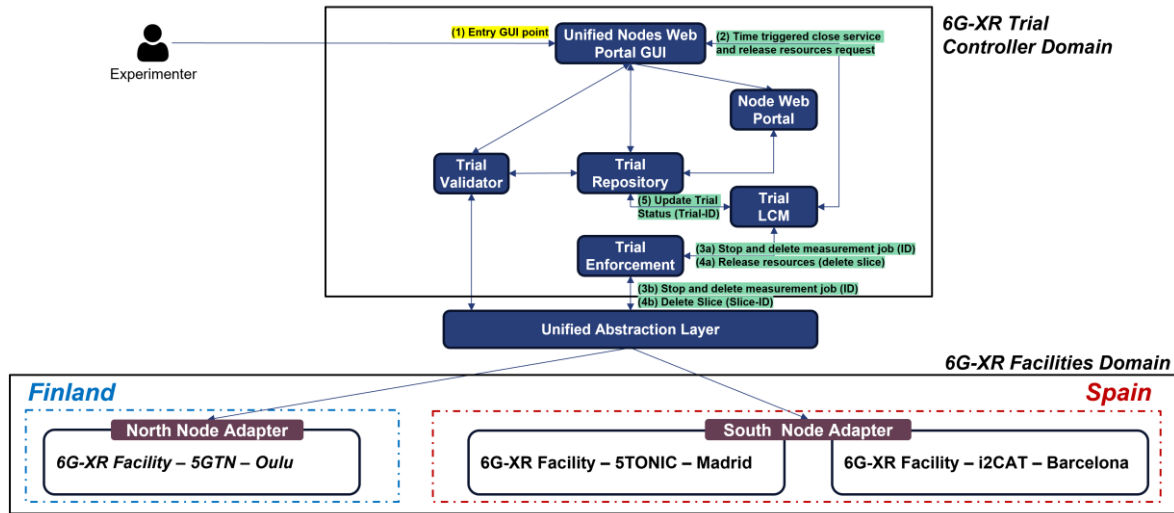 6G-XR Trial
Controller Domain
(1) Entry GUI point
Unified Nodes Web
Portal GUI
(2) Time triggered close service
and release resources request
Experimenter
Node Web
Portal
Trial
Validator
Trial
Repository
(5) Update Trial
Status (Trial-ID)
Trial
LCM
Trial
Enforcement
(3a) Stop and delete measurement job (ID)
(4a) Release resources (delete slice)
(3b) Stop and delete measurement job (ID)
(4b) Delete Slice (Slice-ID)
Unified Abstraction Layer
6G-XR Facilities Domain
Finland
Spain
North Node Adapter
South Node Adapter
6G-XR Facility – 5GTN – Oulu
6G-XR Facility – 5TONIC – Madrid
6G-XR Facility – i2CAT – Barcelona